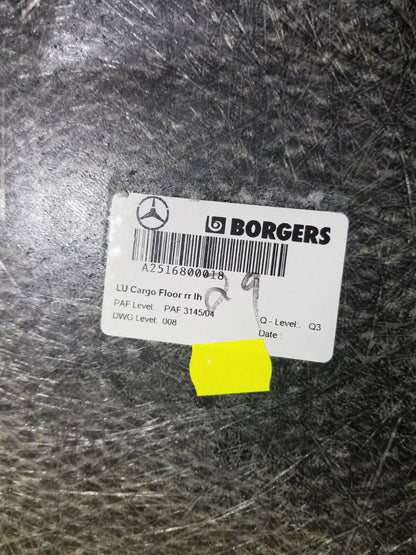 BORGERS
A2516800018
LU Cargo Floor rr lh
PAF Level: PAF 3145/04
Q - Level:. Q3
DWG Level: 008
Date :